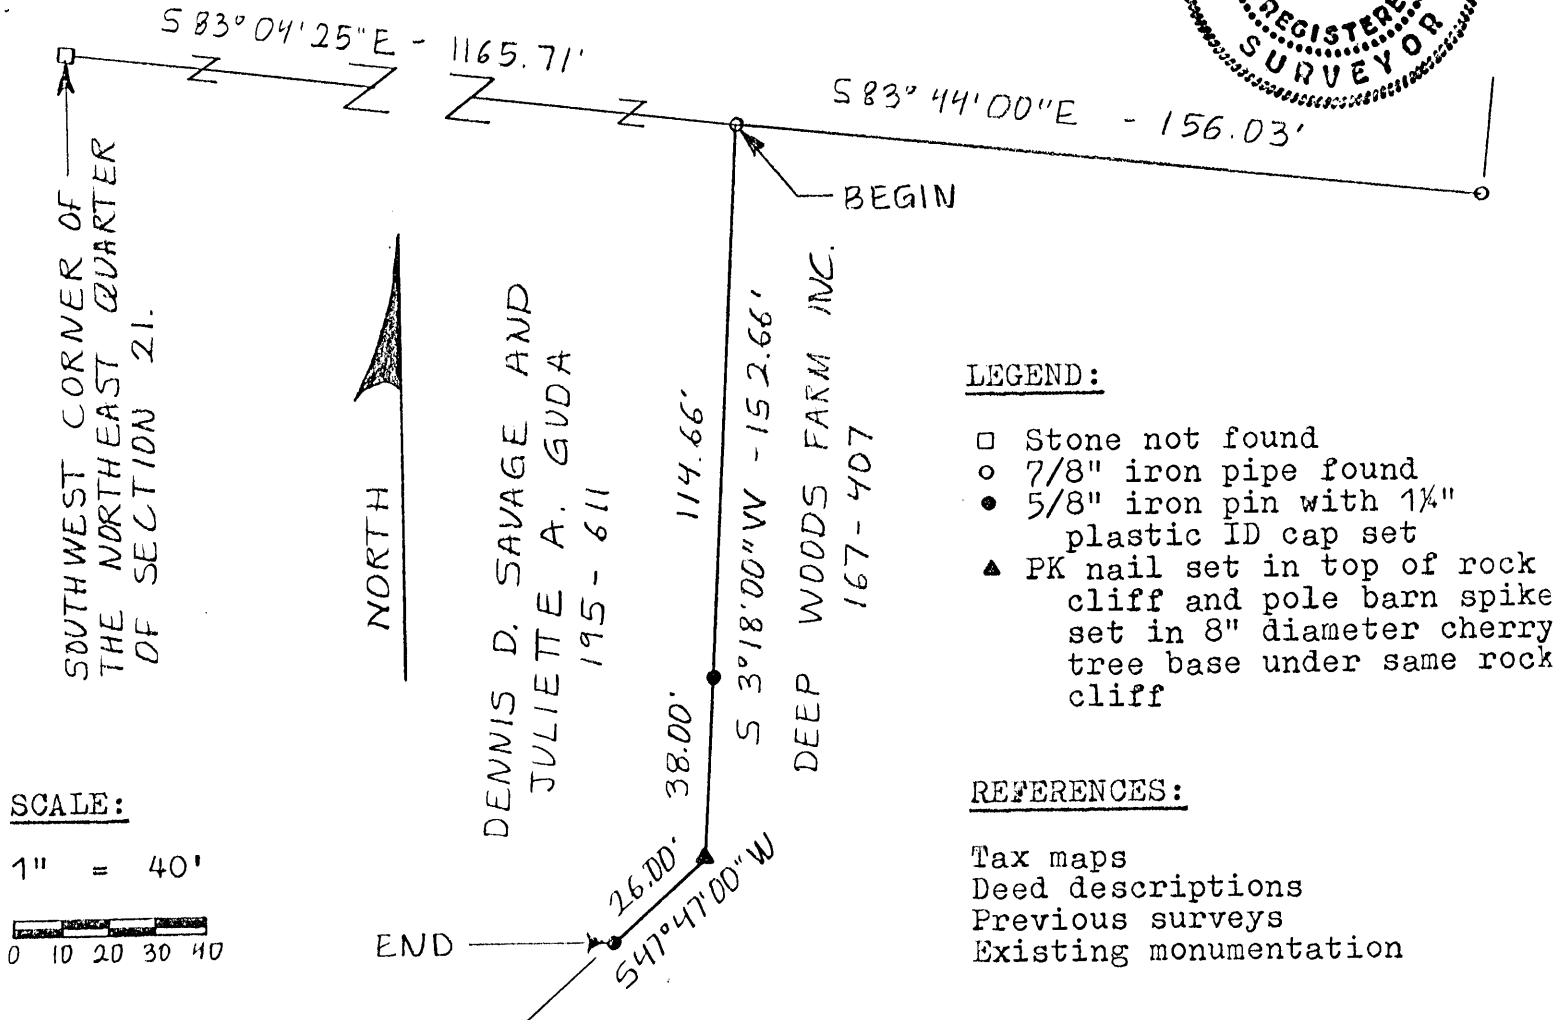 S 83° 04' 25" E - 1165.71'
REGISTERED
SURVEYOR
S 83° 44' 00" E - 156.03'
BEGIN
SOUTHWEST CORNER OF
THE NORTHEAST QUARTER
OF SECTION 21.
NORTH
DENNIS D. SAVAGE AND
JULIETTE A. GUDA
195 - 611
114.66'
38.00'
S 3° 18' 00" W - 152.66'
DEEP WOODS FARM INC.
167 - 407
26.00'
S 47° 47' 00" W
END
LEGEND:
Stone not found
7/8" iron pipe found
5/8" iron pin with 1¼"
plastic ID cap set
PK nail set in top of rock
cliff and pole barn spike
set in 8" diameter cherry
tree base under same rock
cliff
SCALE:
1" = 40'
0 10 20 30 40
REFERENCES:
Tax maps
Deed descriptions
Previous surveys
Existing monumentation